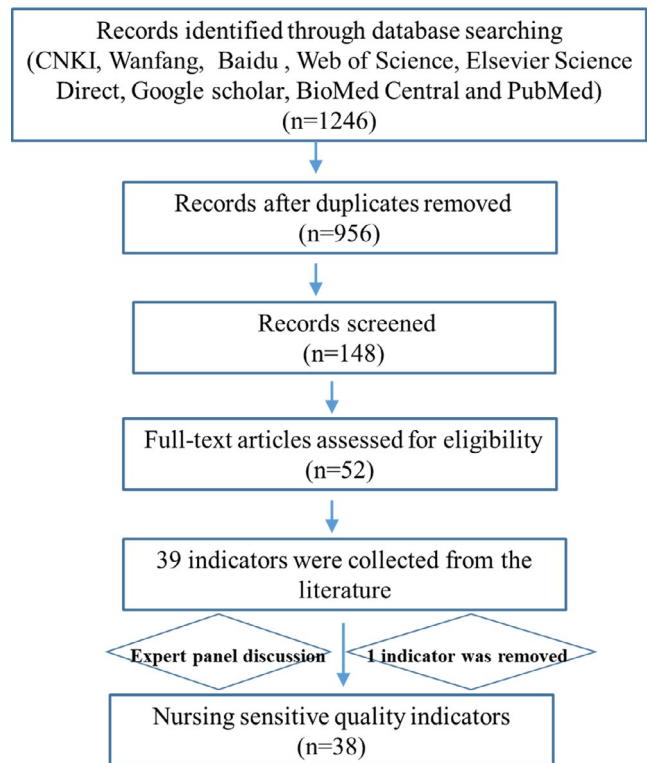 Records identified through database searching
(CNKI, Wanfang, Baidu , Web of Science, Elsevier Science
Direct, Google scholar, BioMed Central and PubMed)
(n=1246)
Records after duplicates removed
(n=956)
Records screened
(n=148)
Full-text articles assessed for eligibility
(n=52)
39 indicators were collected from the
literature
Expert panel discussion
1 indicator was removed
Nursing sensitive quality indicators
(n=38)